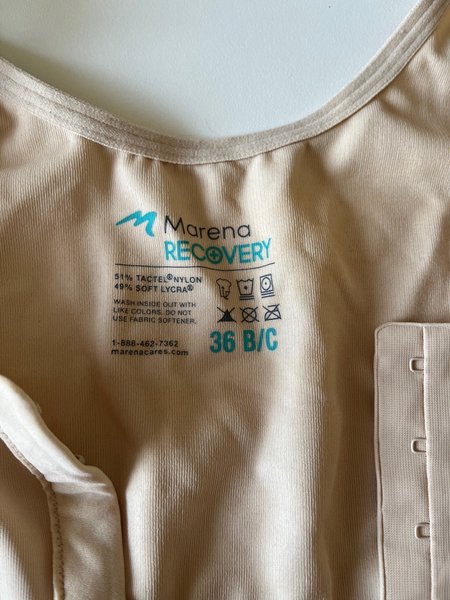 Marena
RECOVERY
51% TACTEL® NYLON
49% SOFT LYCRA®
WASH INSIDE OUT WITH
LIKE COLORS. DO NOT
USE FABRIC SOFTENER.
1-888-462-7362
marenacares.com
36 B/C